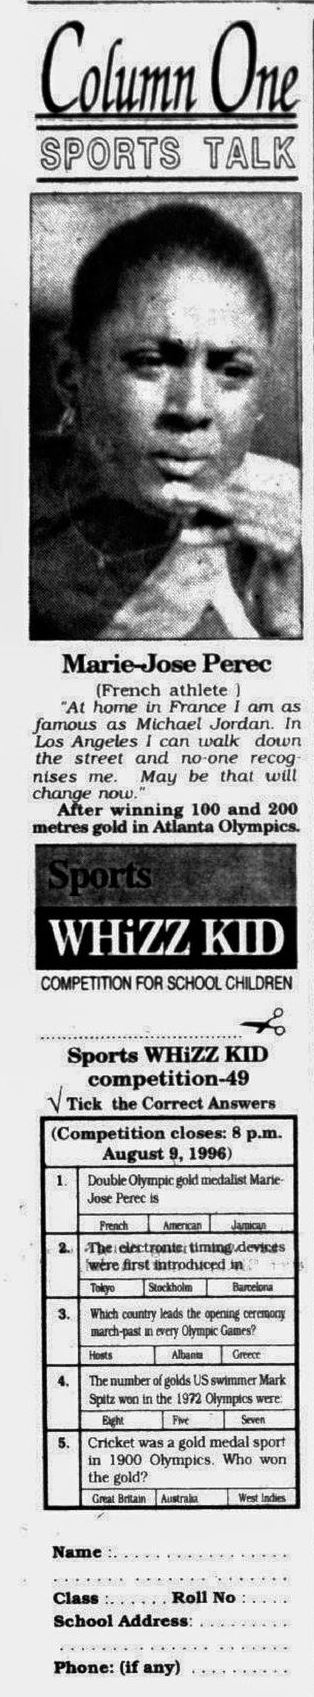 Column One
SPORTS TALK
Marie-Jose Perec
(French athlete )
"At home in France I am as
famous as Michael Jordan. In
Los Angeles I can walk down
the street and no-one recog-
nises me. May be that will
change now."
After winning 100 and 200
metres gold in Atlanta Olympics.
Sports
WHiZZ KID
COMPETITION FOR SCHOOL CHILDREN
Sports WHiZZ KID
competition-49
√ Tick the Correct Answers
(Competition closes: 8 p.m.
August 9, 1996)
1. Double Olympic gold medalist Marie-
Jose Perec is
French American Jamican
2. The electronic timing devices
were first introduced in
Tokyo Stockholm Barcelona
3. Which country leads the opening ceremony
march-past in every Olympic Games?
Hosts Albania Greece
4. The number of golds US swimmer Mark
Spitz won in the 1972 Olympics were:
Eight Five Seven
5. Cricket was a gold medal sport
in 1900 Olympics. Who won
the gold?
Great Britain Australia West Indies
Name :. . . . . . . . . . . . . . . . .
. . . . . . . . . . . . . . . . . . . . .
Class :. . . . . . Roll No : . . . .
School Address: . . . . . . . . .
. . . . . . . . . . . . . . . . . . . . .
Phone: (if any) . . . . . . . . . .